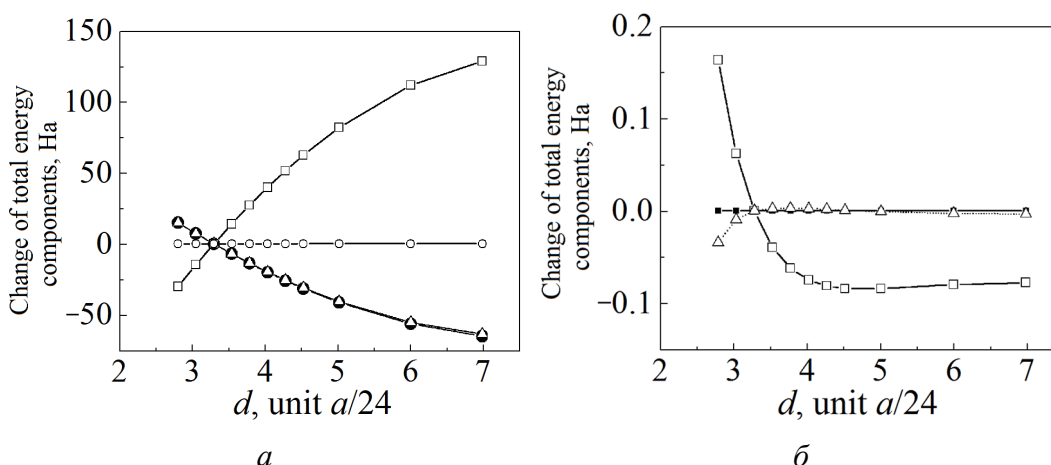 Change of total energy
components, Ha
150
100
50
0
−50
2 3 4 5 6 7
d, unit a/24
а
Change of total energy
components, Ha
0.2
0.1
0.0
−0.1
2 3 4 5 6 7
d, unit a/24
б